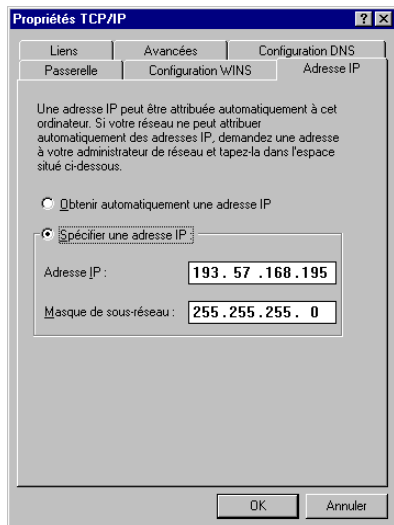 Propriétés TCP/IP
Liens Avancées Configuration DNS
Passerelle Configuration WINS Adresse IP
Une adresse IP peut être attribuée automatiquement à cet
ordinateur. Si votre réseau ne peut attribuer
automatiquement des adresses IP, demandez une adresse
à votre administrateur de réseau et tapez-la dans l'espace
situé ci-dessous.
Obtenir automatiquement une adresse IP
Spécifier une adresse IP :
Adresse IP : 193. 57 .168.195
Masque de sous-réseau : 255.255.255. 0
OK Annuler